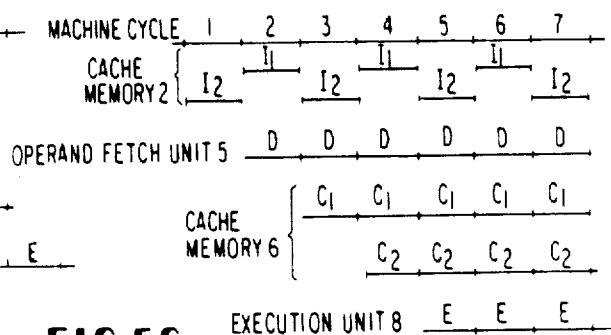 MACHINE CYCLE 1 2 3 4 5 6 7
I1 I1 I1
CACHE MEMORY 2 I2 I2 I2 I2
OPERAND FETCH UNIT 5 D D D D D D
C1 C1 C1 C1 C1
CACHE MEMORY 6
E
C2 C2 C2 C2
EXECUTION UNIT 8 E E E